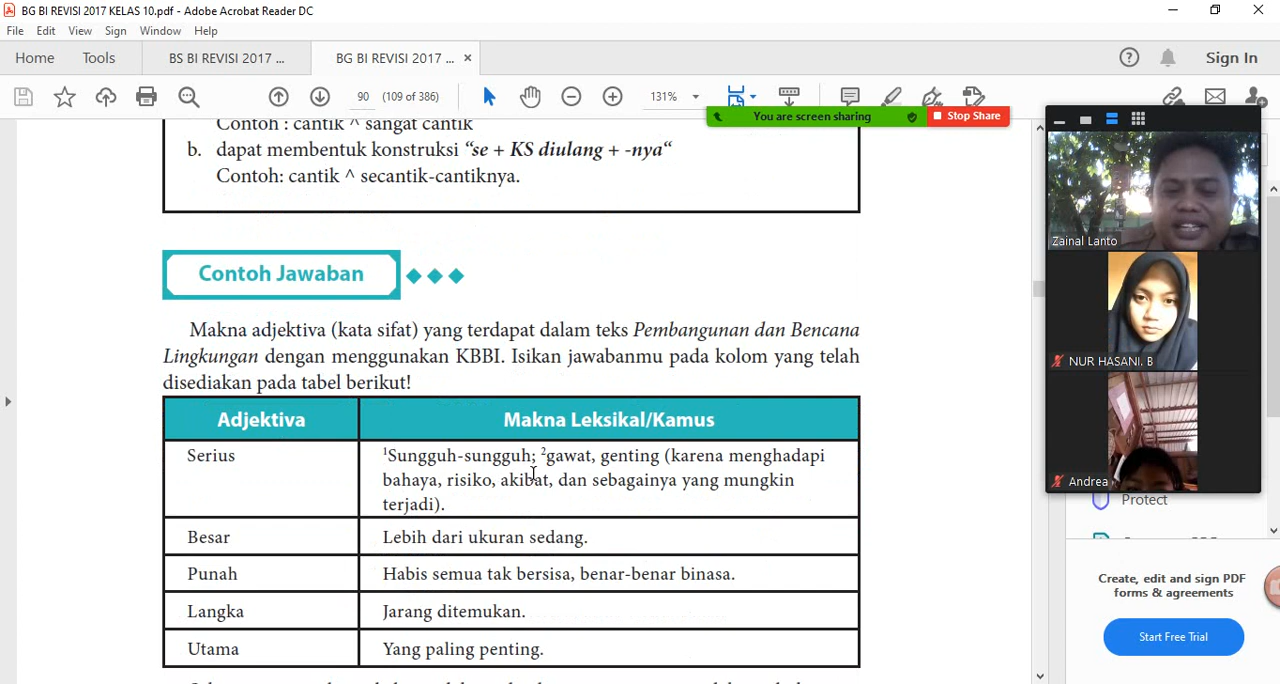 BG BI REVISI 2017 KELAS 10.pdf - Adobe Acrobat Reader DC
File Edit View Sign Window Help
Home Tools BS BI REVISI 2017 ... BG BI REVISI 2017 ... × Sign In
90 (109 of 386) 131%
You are screen sharing Stop Share
Contoh : cantik ^ sangat cantik
b. dapat membentuk konstruksi “se + KS diulang + -nya“
Contoh: cantik ^ secantik-cantiknya.
Contoh Jawaban
Makna adjektiva (kata sifat) yang terdapat dalam teks Pembangunan dan Bencana
Lingkungan dengan menggunakan KBBI. Isikan jawabanmu pada kolom yang telah
disediakan pada tabel berikut!
Adjektiva Makna Leksikal/Kamus
Serius ¹Sungguh-sungguh; ²gawat, genting (karena menghadapi
bahaya, risiko, akibat, dan sebagainya yang mungkin
terjadi).
Besar Lebih dari ukuran sedang.
Punah Habis semua tak bersisa, benar-benar binasa.
Langka Jarang ditemukan.
Utama Yang paling penting.
Zainal Lanto
NUR HASANI. B
Andrea
Protect
Create, edit and sign PDF
forms & agreements
Start Free Trial